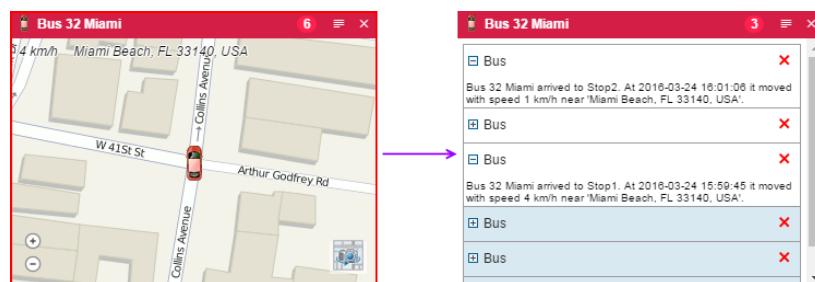 Bus 32 Miami 6
4 km/h Miami Beach, FL 33140, USA
Collins Avenue
W 41St St
Arthur Godfrey Rd
Collins Avenue
Bus 32 Miami 3
Bus
Bus 32 Miami arrived to Stop2. At 2016-03-24 16:01:06 it moved
with speed 1 km/h near 'Miami Beach, FL 33140, USA'.
Bus
Bus
Bus 32 Miami arrived to Stop1. At 2016-03-24 15:59:45 it moved
with speed 4 km/h near 'Miami Beach, FL 33140, USA'.
Bus
Bus